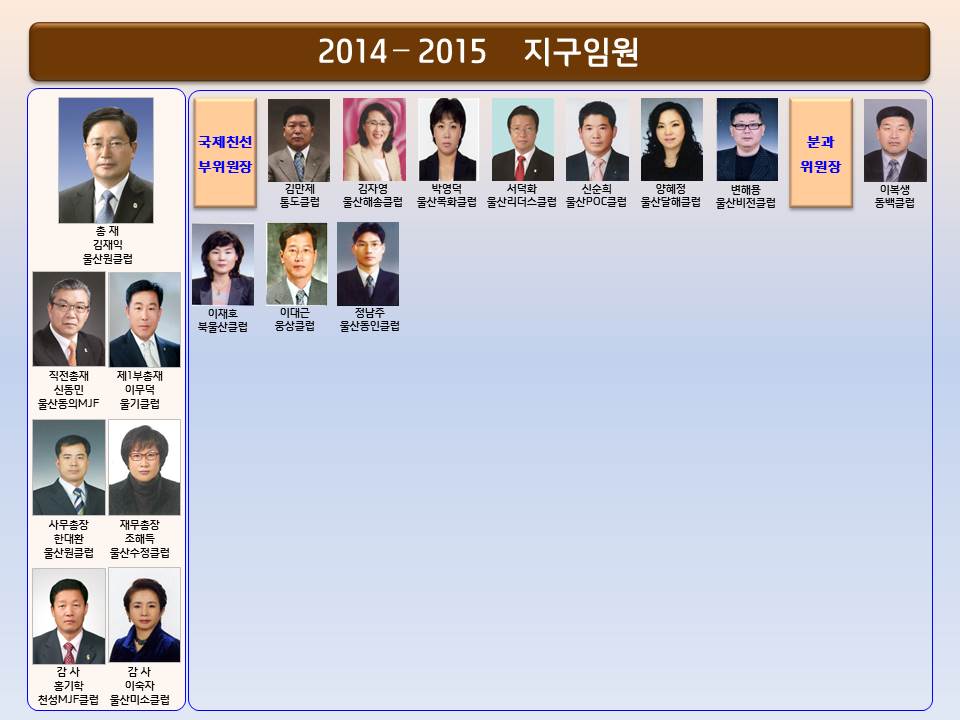 2014 – 2015 지구임원
총 재
김재익
울산원클럽
직전총재
신동민
울산동의MJF
제1부총재
이무덕
울기클럽
사무총장
한대환
울산원클럽
재무총장
조해득
울산수정클럽
감 사
홍기학
천성MJF클럽
감 사
이숙자
울산미소클럽
국제친선
부위원장
김만제
통도클럽
김자영
울산해송클럽
박영덕
울산목화클럽
서덕화
울산리더스클럽
신순희
울산POC클럽
양혜정
울산달해클럽
변해용
울산비전클럽
분과
위원장
이복생
동백클럽
이재호
북울산클럽
이대근
웅상클럽
정남주
울산동인클럽